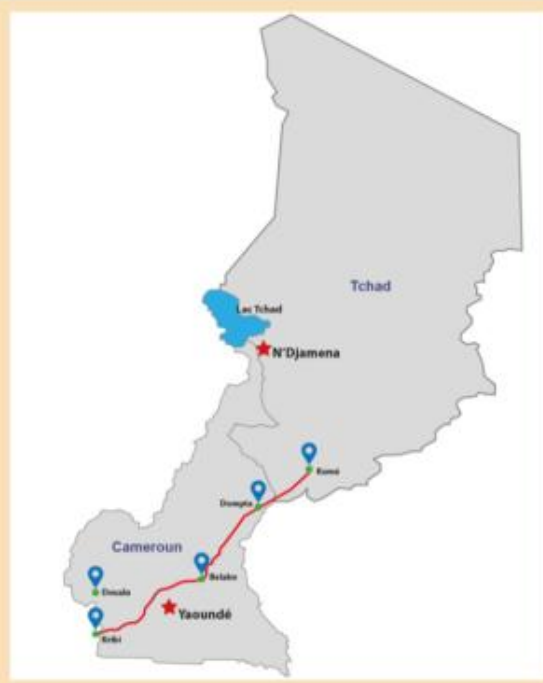 Tchad
Lac Tchad
N'Djamena
Komé
Dompta
Cameroun
Belabo
Douala
Yaoundé
Kribi